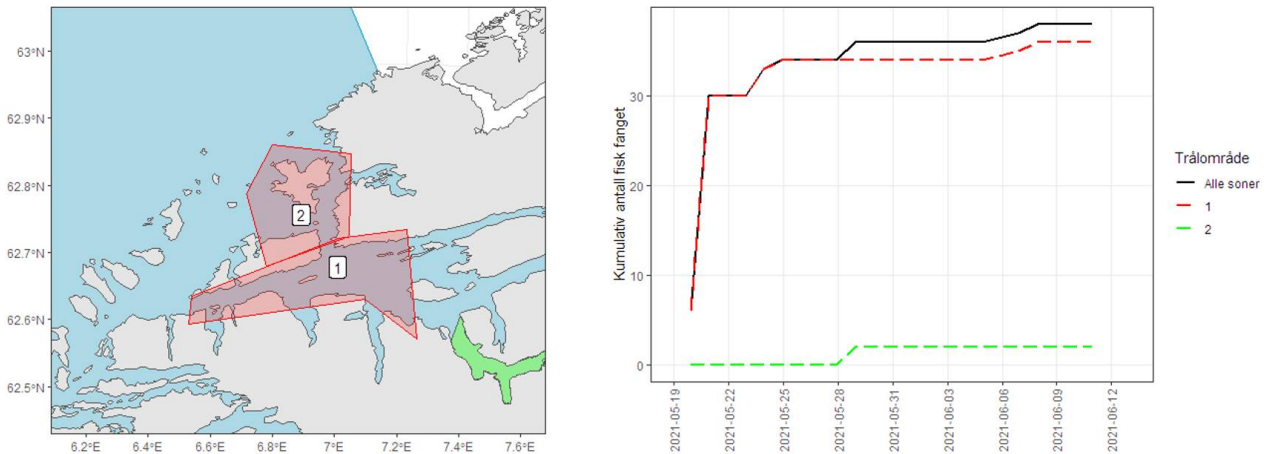 63°N
62.9°N
62.8°N
62.7°N
62.6°N
62.5°N
2
1
6.2°E
6.4°E
6.6°E
6.8°E
7°E
7.2°E
7.4°E
7.6°E
Kumulativ antall fisk fanget
30
20
10
0
2021-05-19
2021-05-22
2021-05-25
2021-05-28
2021-05-31
2021-06-03
2021-06-06
2021-06-09
2021-06-12
Trålområde
Alle soner
1
2